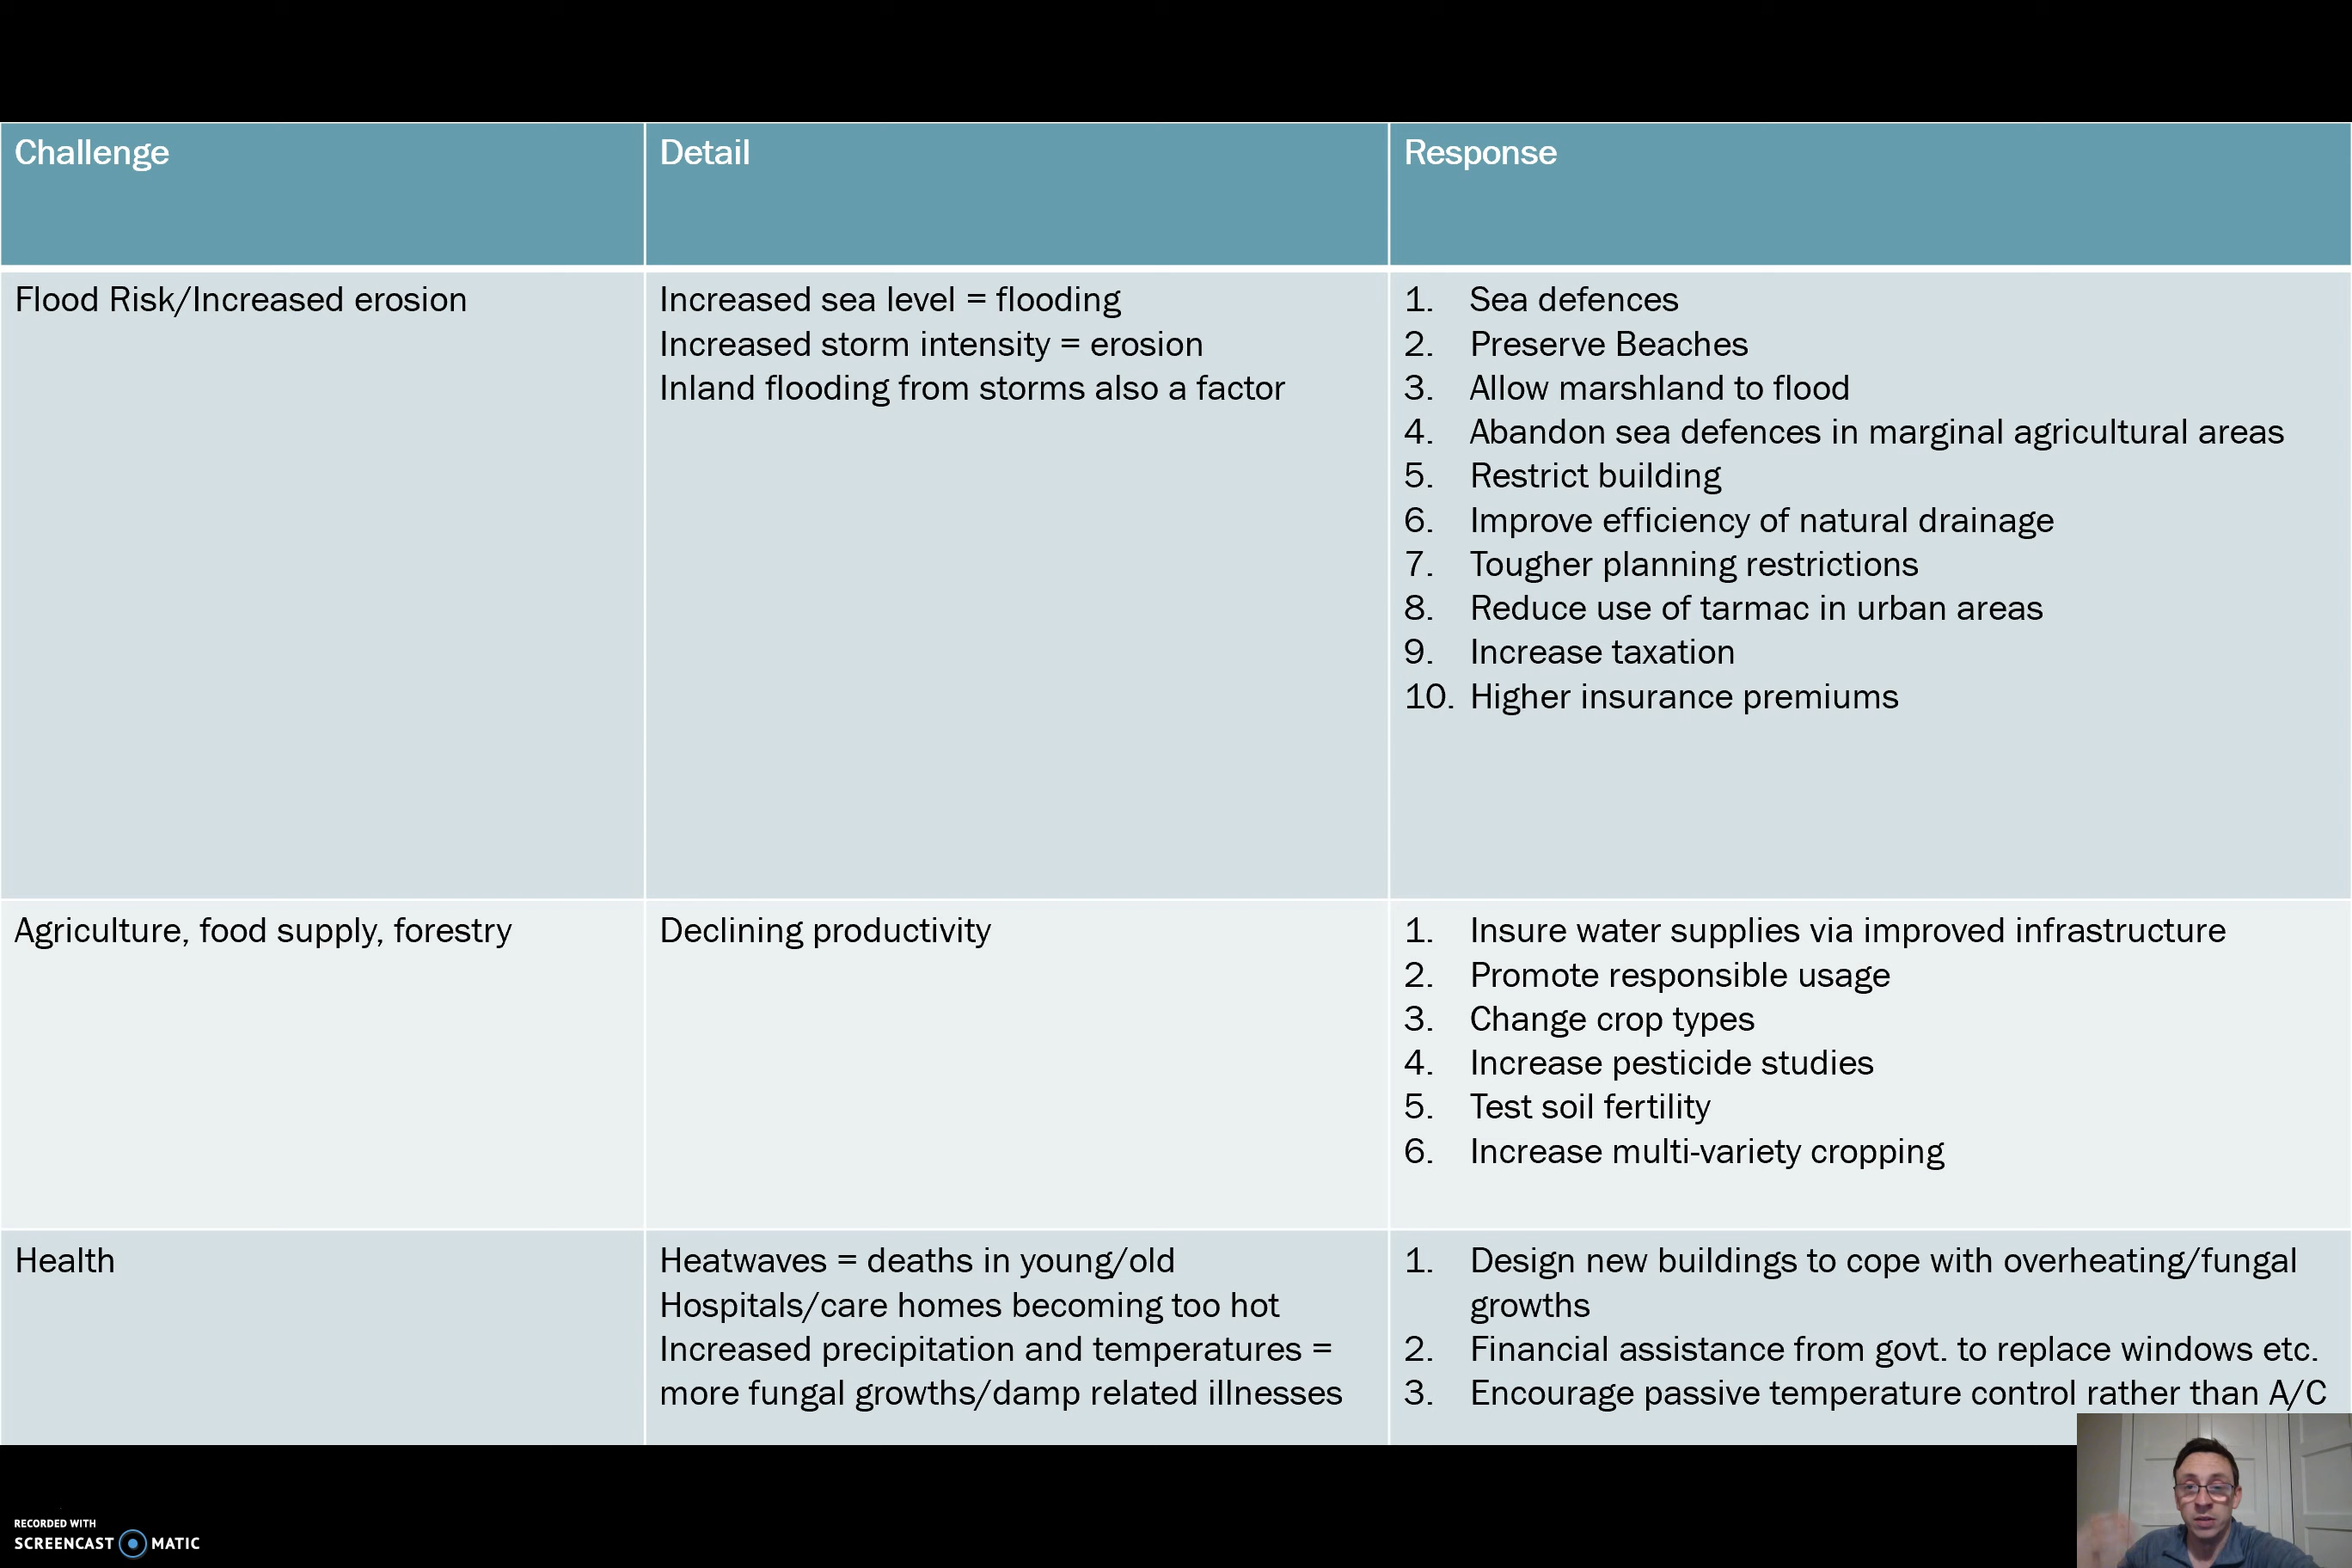 Challenge
Detail
Response
Flood Risk/Increased erosion
Increased sea level = flooding
Increased storm intensity = erosion
Inland flooding from storms also a factor
1. Sea defences
2. Preserve Beaches
3. Allow marshland to flood
4. Abandon sea defences in marginal agricultural areas
5. Restrict building
6. Improve efficiency of natural drainage
7. Tougher planning restrictions
8. Reduce use of tarmac in urban areas
9. Increase taxation
10. Higher insurance premiums
Agriculture, food supply, forestry
Declining productivity
1. Insure water supplies via improved infrastructure
2. Promote responsible usage
3. Change crop types
4. Increase pesticide studies
5. Test soil fertility
6. Increase multi-variety cropping
Health
Heatwaves = deaths in young/old
Hospitals/care homes becoming too hot
Increased precipitation and temperatures =
more fungal growths/damp related illnesses
1. Design new buildings to cope with overheating/fungal
growths
2. Financial assistance from govt. to replace windows etc.
3. Encourage passive temperature control rather than A/C
RECORDED WITH
SCREENCAST MATIC